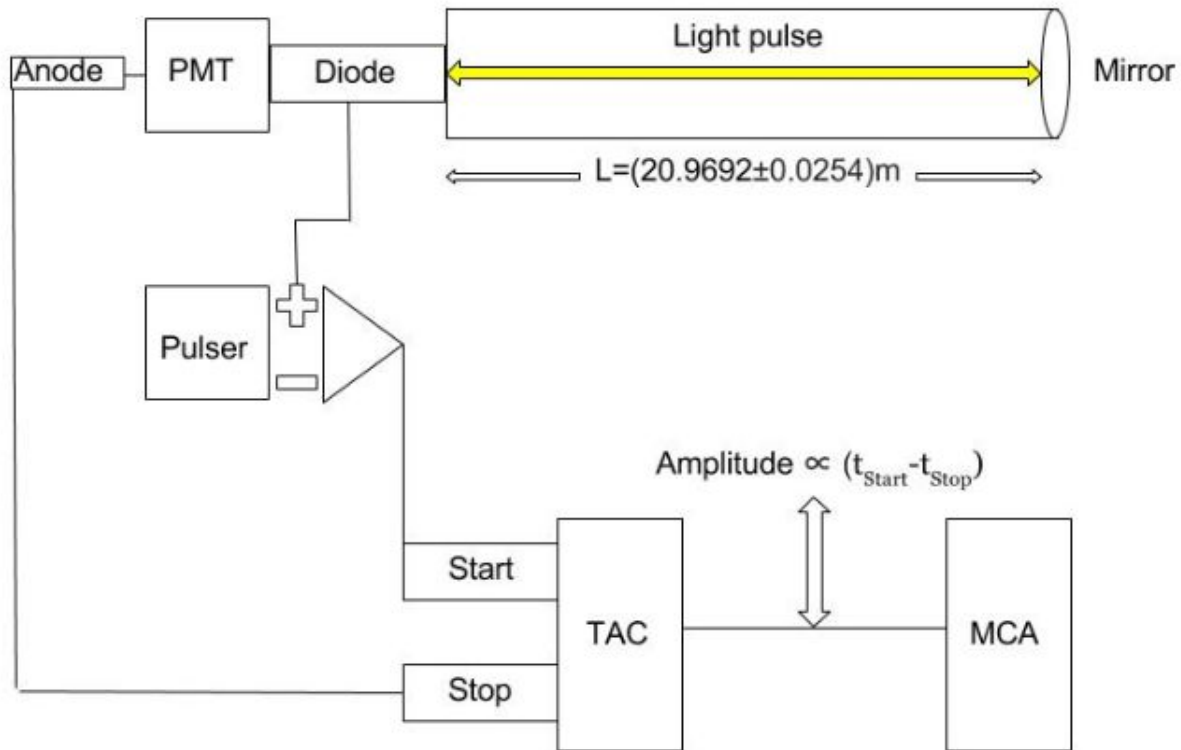 Light pulse
Anode
PMT
Diode
Mirror
L=(20.9692±0.0254)m
Pulser
Amplitude ∝ (tStart-tStop)
Start
TAC
MCA
Stop